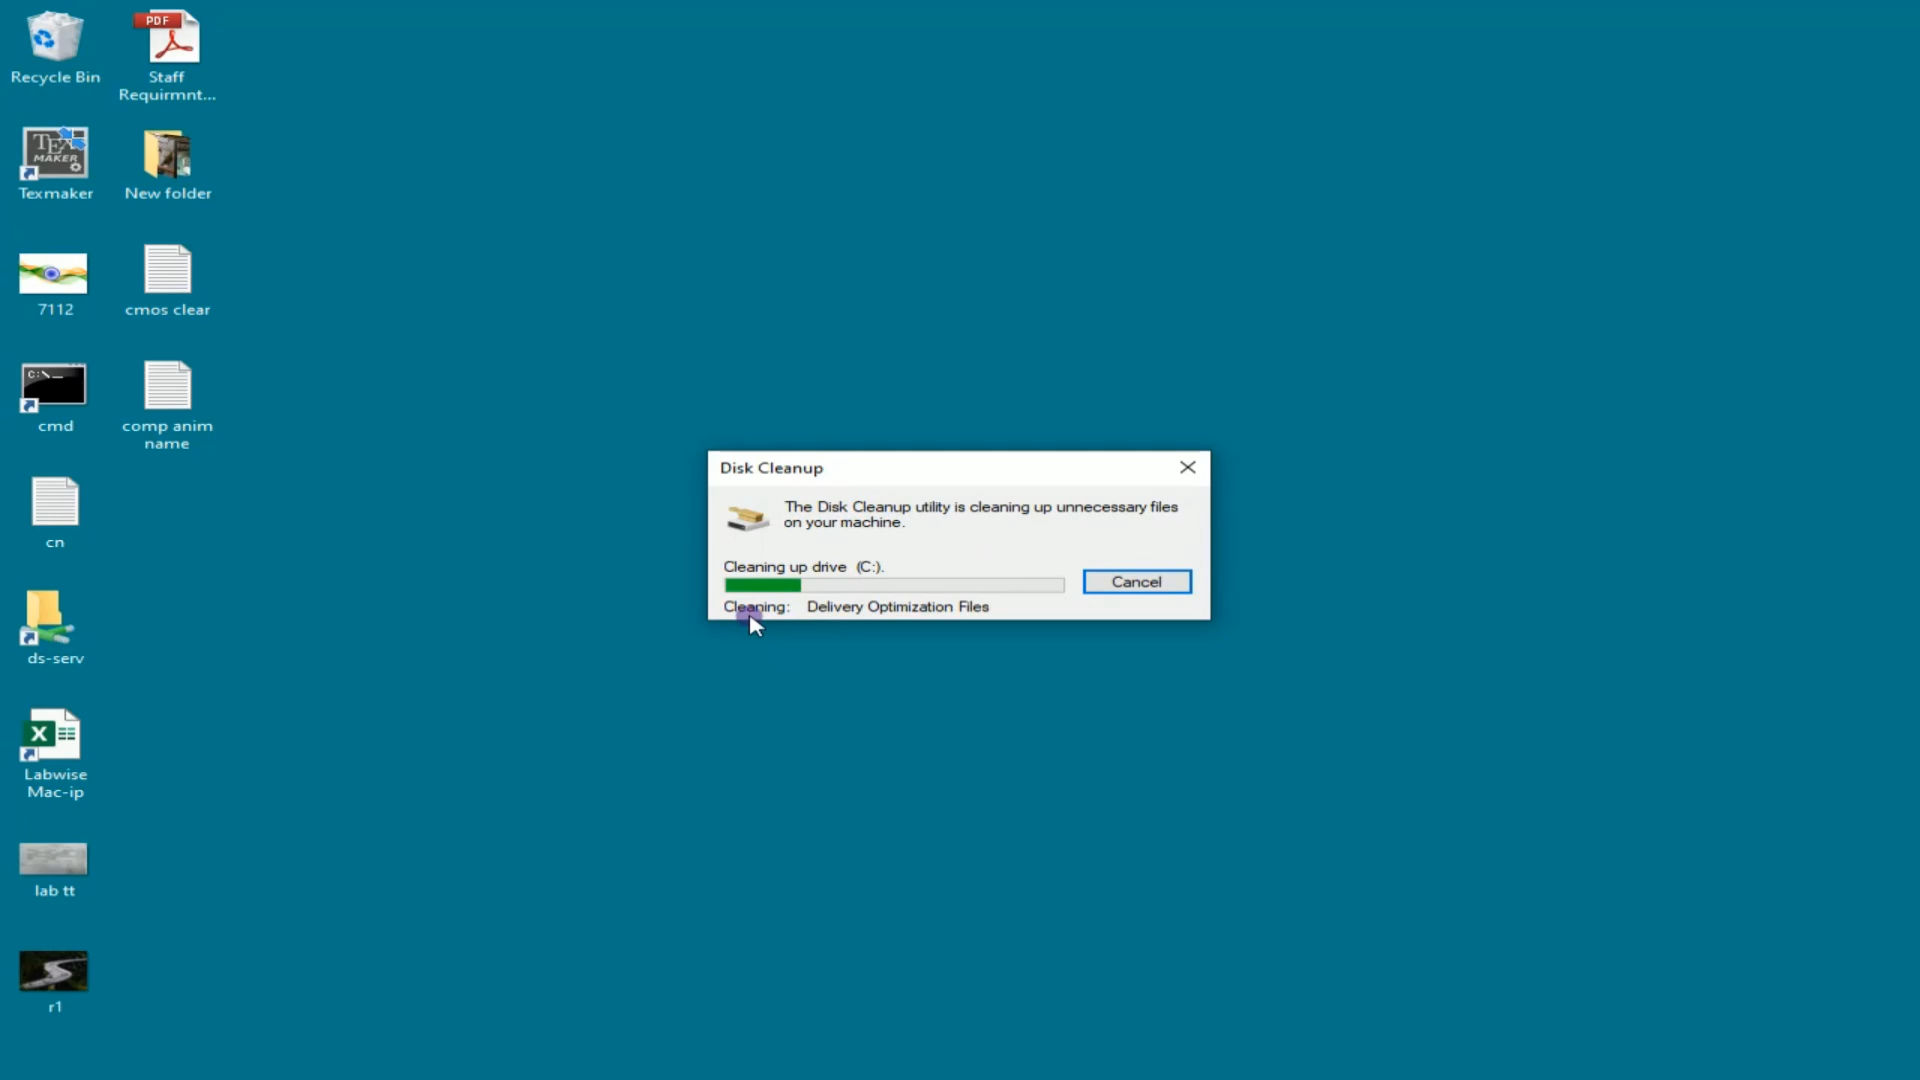 Recycle Bin
PDF
Staff
Requirmnt...
TEX
MAKER
Texmaker
New folder
7112
cmos clear
C:\_
cmd
comp anim
name
cn
ds-serv
X
Labwise
Mac-ip
lab tt
r1
Disk Cleanup
The Disk Cleanup utility is cleaning up unnecessary files
on your machine.
Cleaning up drive (C:).
Cancel
Cleaning: Delivery Optimization Files